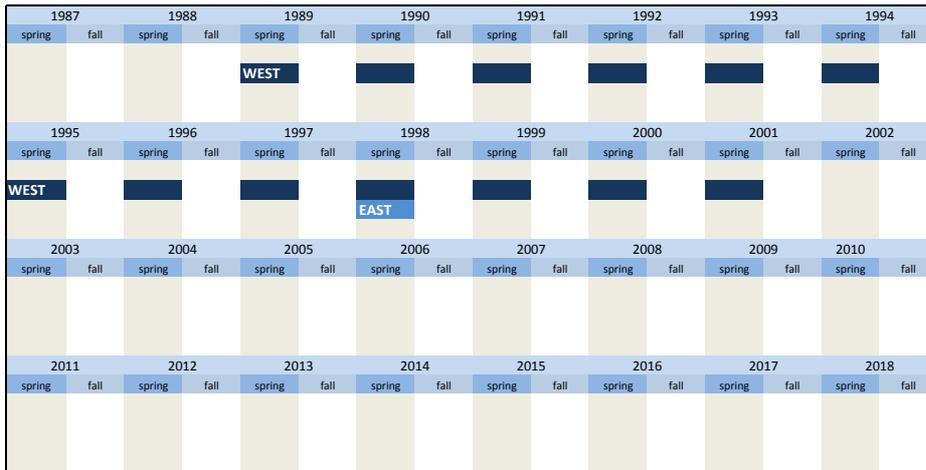 1987 1988 1989 1990 1991 1992 1993 1994
spring fall spring fall spring fall spring fall spring fall spring fall spring fall spring fall
WEST
1995 1996 1997 1998 1999 2000 2001 2002
spring fall spring fall spring fall spring fall spring fall spring fall spring fall spring fall
WEST
EAST
2003 2004 2005 2006 2007 2008 2009 2010
spring fall spring fall spring fall spring fall spring fall spring fall spring fall spring fall
2011 2012 2013 2014 2015 2016 2017 2018
spring fall spring fall spring fall spring fall spring fall spring fall spring fall spring fall